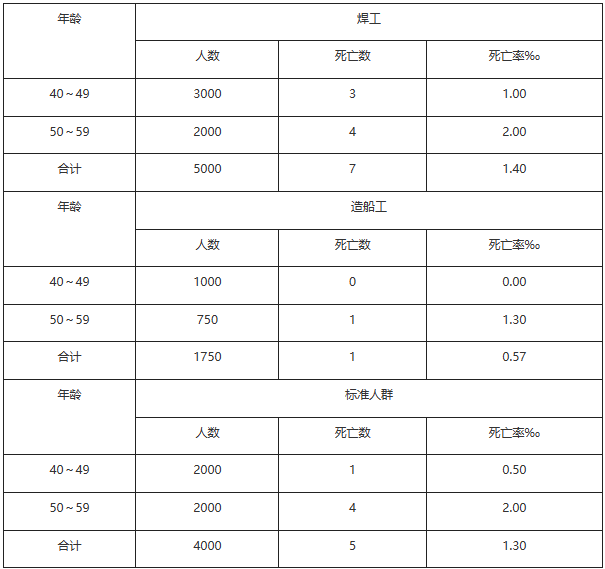 年龄 焊工
人数 死亡数 死亡率‰
40～49 3000 3 1.00
50～59 2000 4 2.00
合计 5000 7 1.40
年龄 造船工
人数 死亡数 死亡率‰
40～49 1000 0 0.00
50～59 750 1 1.30
合计 1750 1 0.57
年龄 标准人群
人数 死亡数 死亡率‰
40～49 2000 1 0.50
50～59 2000 4 2.00
合计 4000 5 1.30